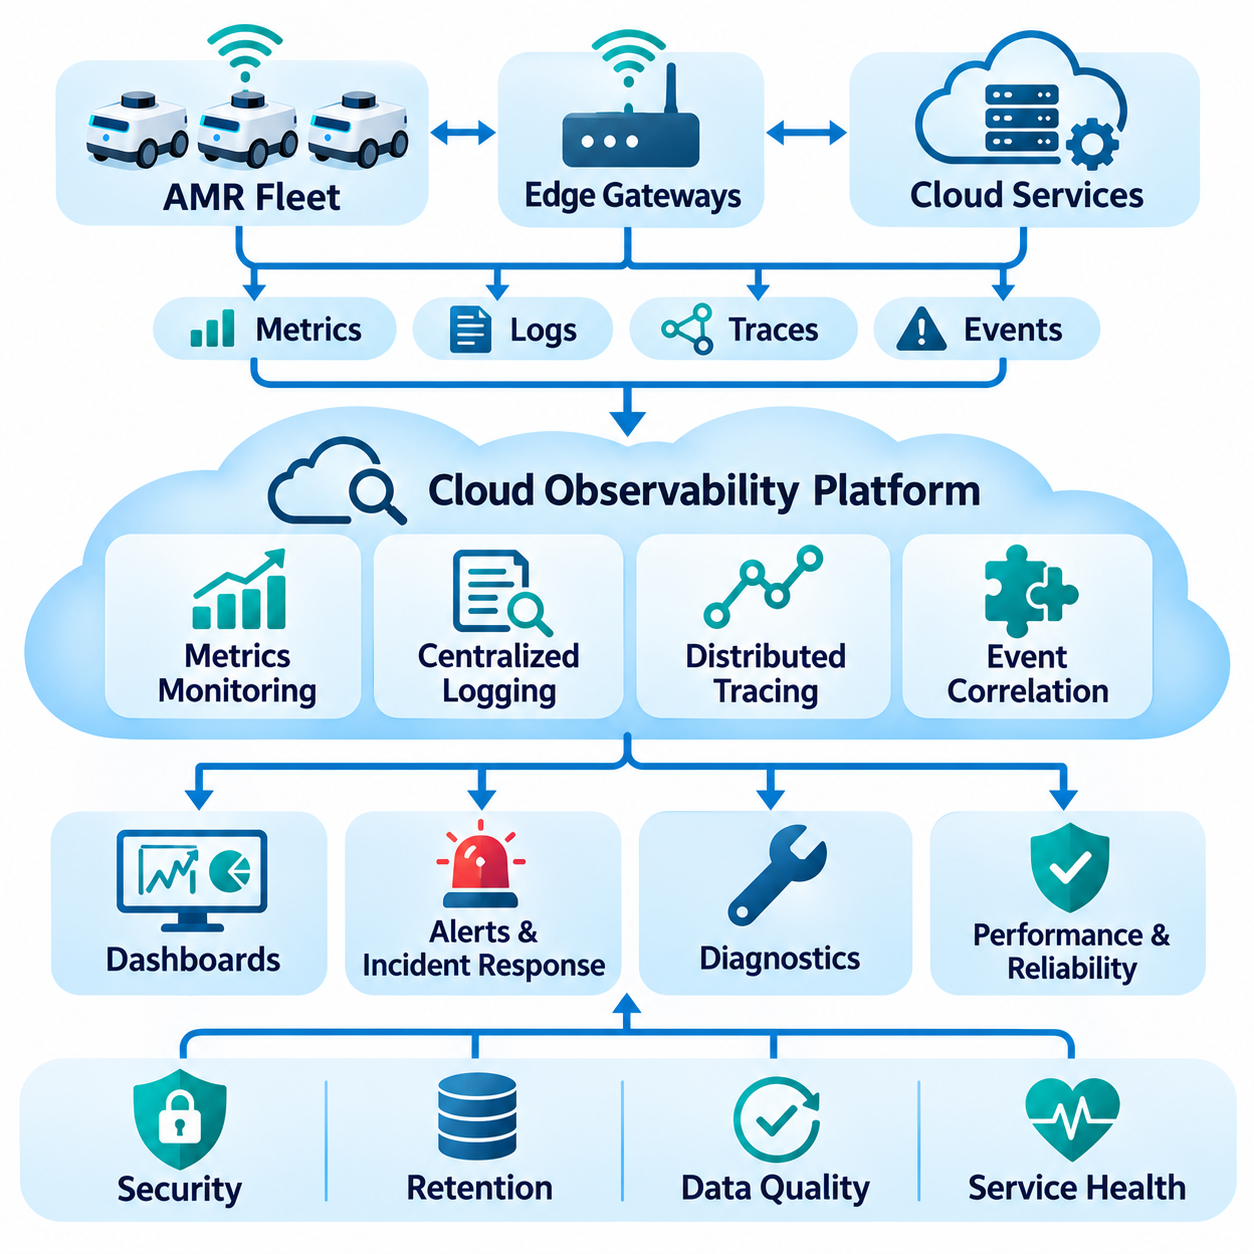 AMR Fleet
Edge Gateways
Cloud Services
Metrics
Logs
Traces
Events
Cloud Observability Platform
Metrics
Monitoring
Centralized
Logging
Distributed
Tracing
Event
Correlation
Dashboards
Alerts &
Incident Response
Diagnostics
Performance &
Reliability
Security
Retention
Data Quality
Service Health